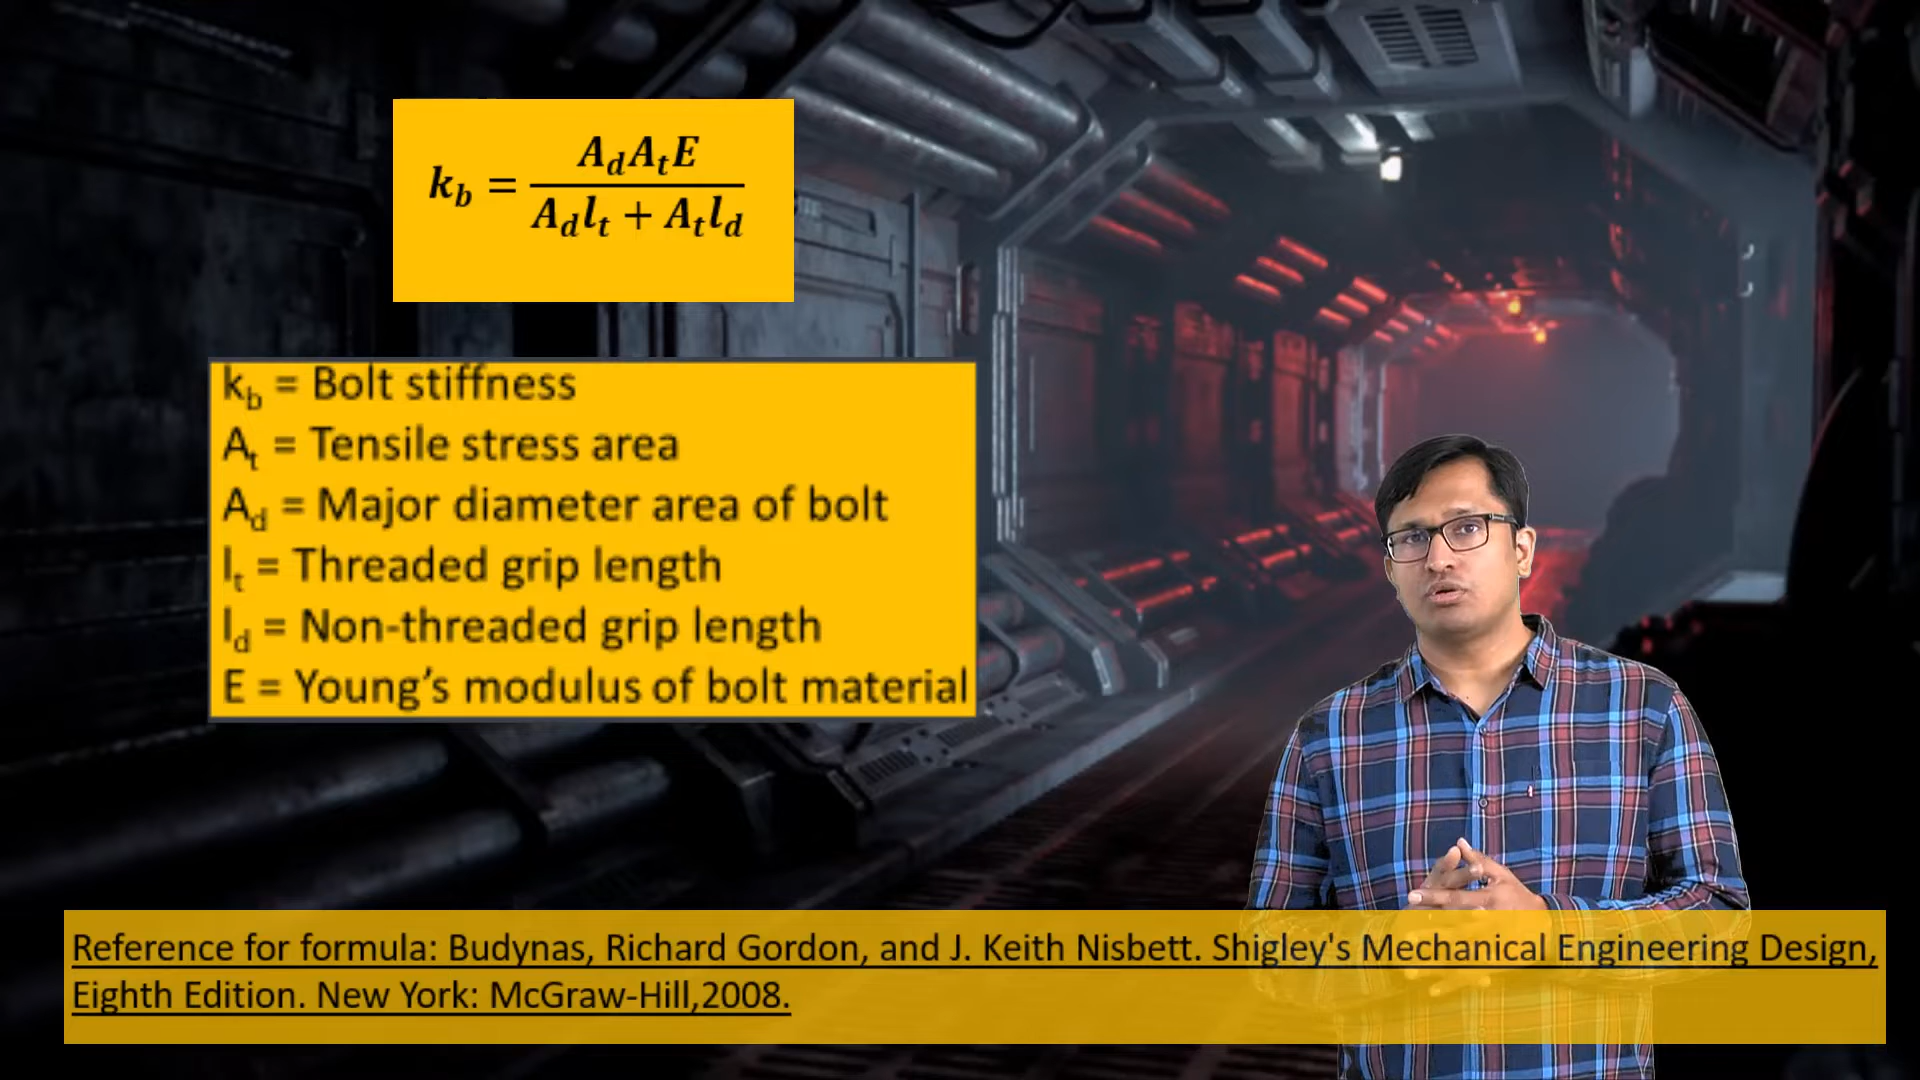 k_b = A_d A_t E / (A_d l_t + A_t l_d)
k_b = Bolt stiffness
A_t = Tensile stress area
A_d = Major diameter area of bolt
l_t = Threaded grip length
l_d = Non-threaded grip length
E = Young’s modulus of bolt material
Reference for formula: Budynas, Richard Gordon, and J. Keith Nisbett. Shigley's Mechanical Engineering Design,
Eighth Edition. New York: McGraw-Hill,2008.